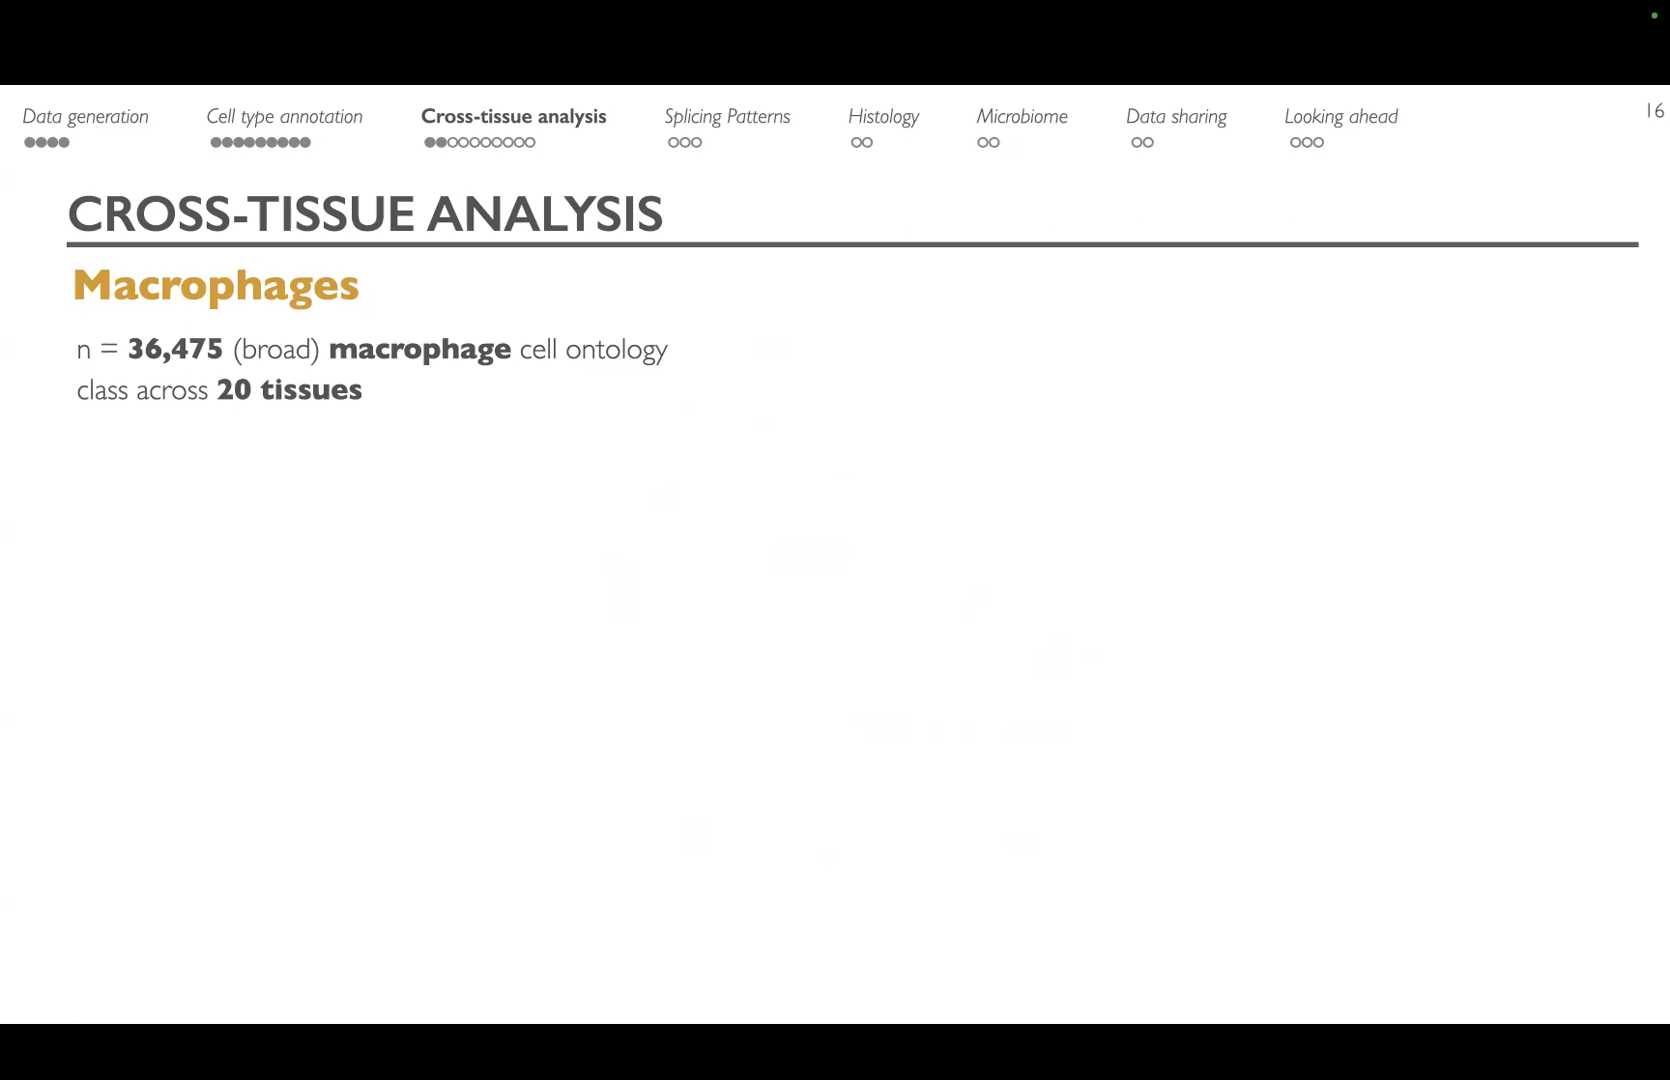 Data generation Cell type annotation Cross-tissue analysis Splicing Patterns Histology Microbiome Data sharing Looking ahead 16
CROSS-TISSUE ANALYSIS
Macrophages
n = 36,475 (broad) macrophage cell ontology
class across 20 tissues